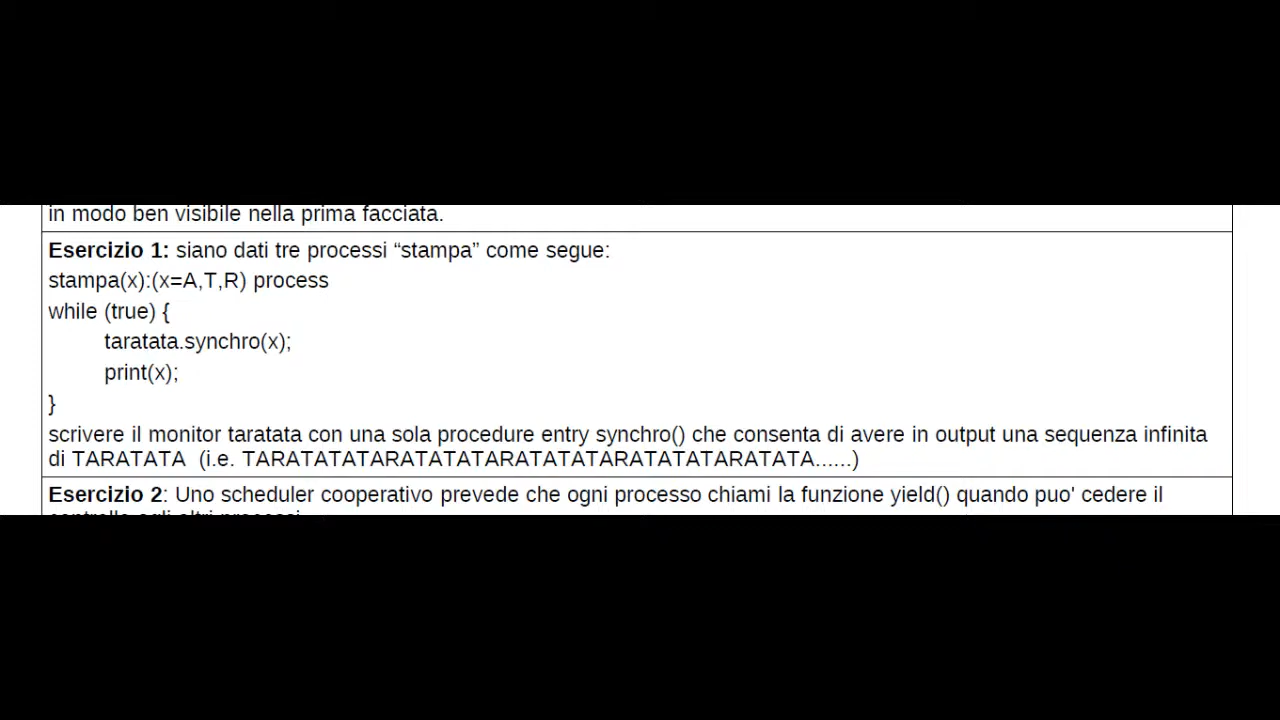 in modo ben visibile nella prima facciata.
Esercizio 1: siano dati tre processi “stampa” come segue:
stampa(x):(x=A,T,R) process
while (true) {
taratata.synchro(x);
print(x);
}
scrivere il monitor taratata con una sola procedure entry synchro() che consenta di avere in output una sequenza infinita
di TARATATA (i.e. TARATATATARATATATARATATATARATATATARATATA......)
Esercizio 2: Uno scheduler cooperativo prevede che ogni processo chiami la funzione yield() quando puo' cedere il